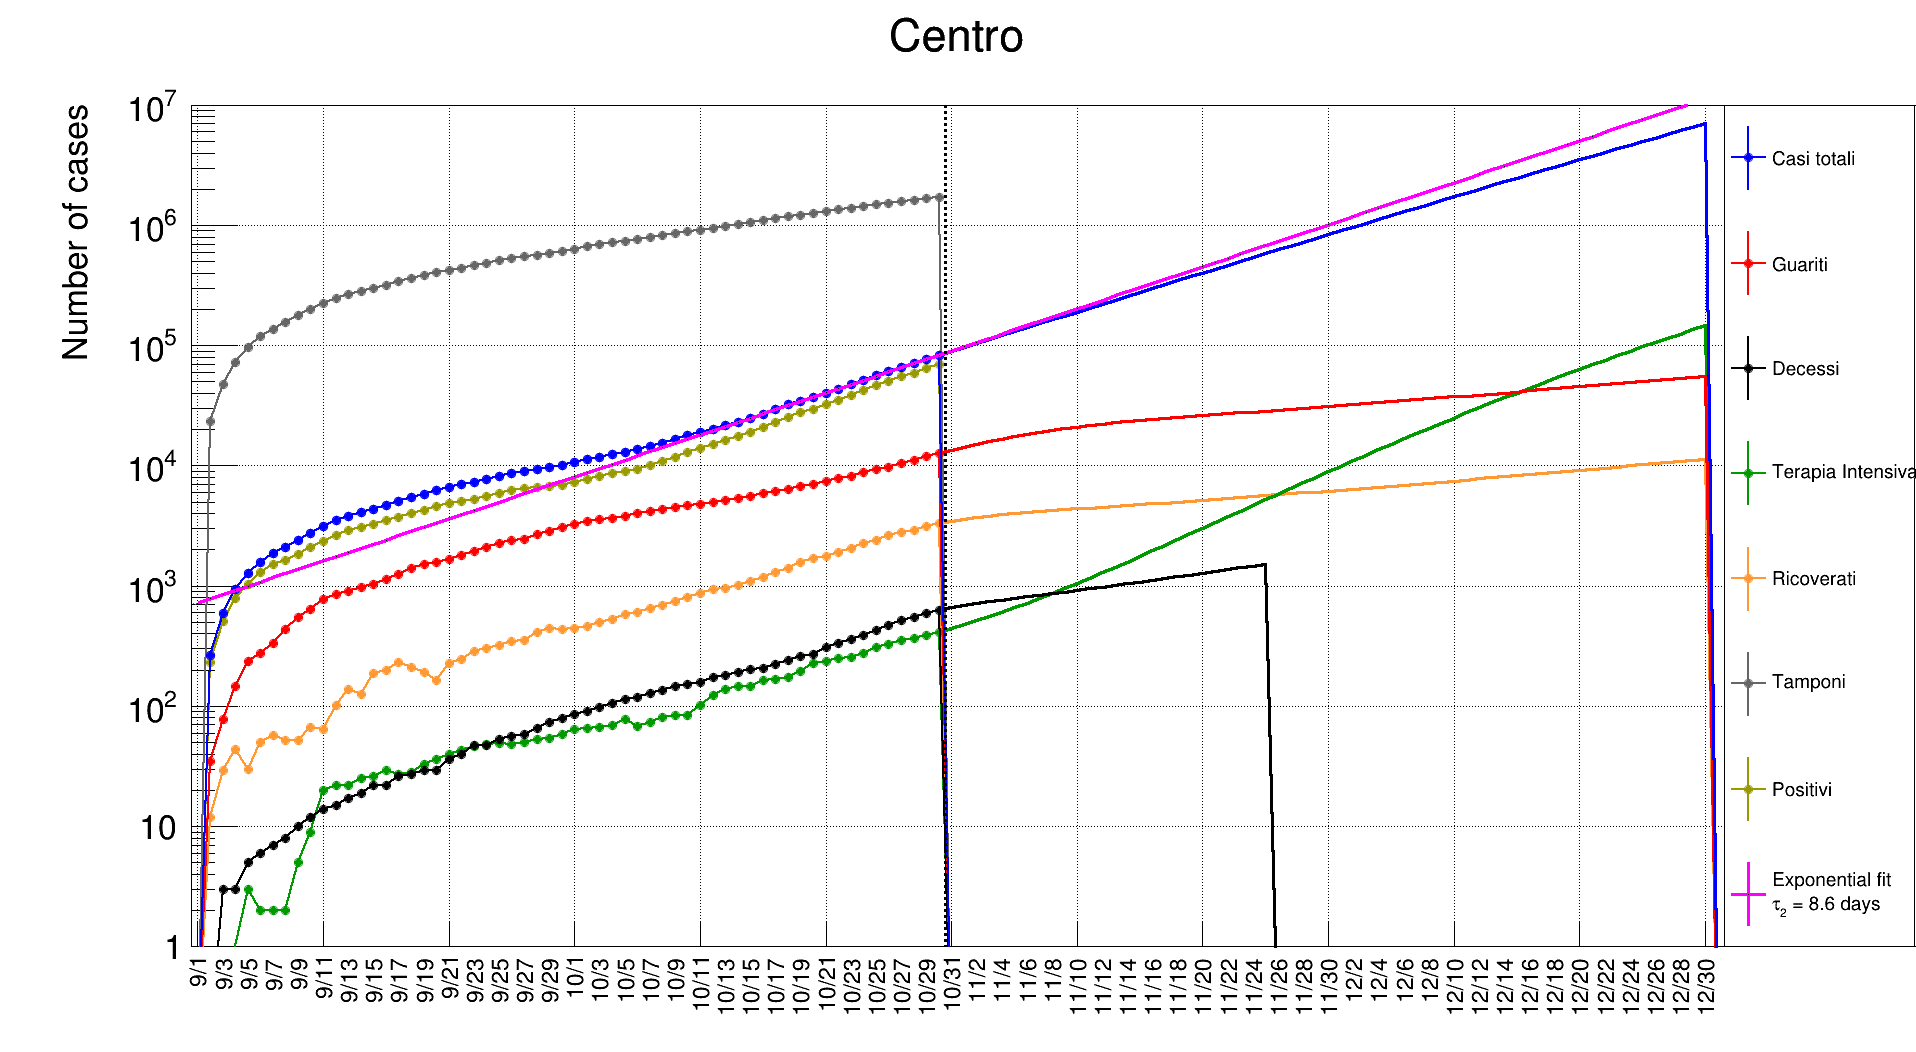 Centro
Number of cases
10^7
10^6
10^5
10^4
10^3
10^2
10
1
9/1 9/3 9/5 9/7 9/9 9/11 9/13 9/15 9/17 9/19 9/21 9/23 9/25 9/27 9/29 10/1 10/3 10/5 10/7 10/9 10/11 10/13 10/15 10/17 10/19 10/21 10/23 10/25 10/27 10/29 10/31 11/2 11/4 11/6 11/8 11/10 11/12 11/14 11/16 11/18 11/20 11/22 11/24 11/26 11/28 11/30 12/2 12/4 12/6 12/8 12/10 12/12 12/14 12/16 12/18 12/20 12/22 12/24 12/26 12/28 12/30
Casi totali
Guariti
Decessi
Terapia Intensiva
Ricoverati
Tamponi
Positivi
Exponential fit
τ_2 = 8.6 days